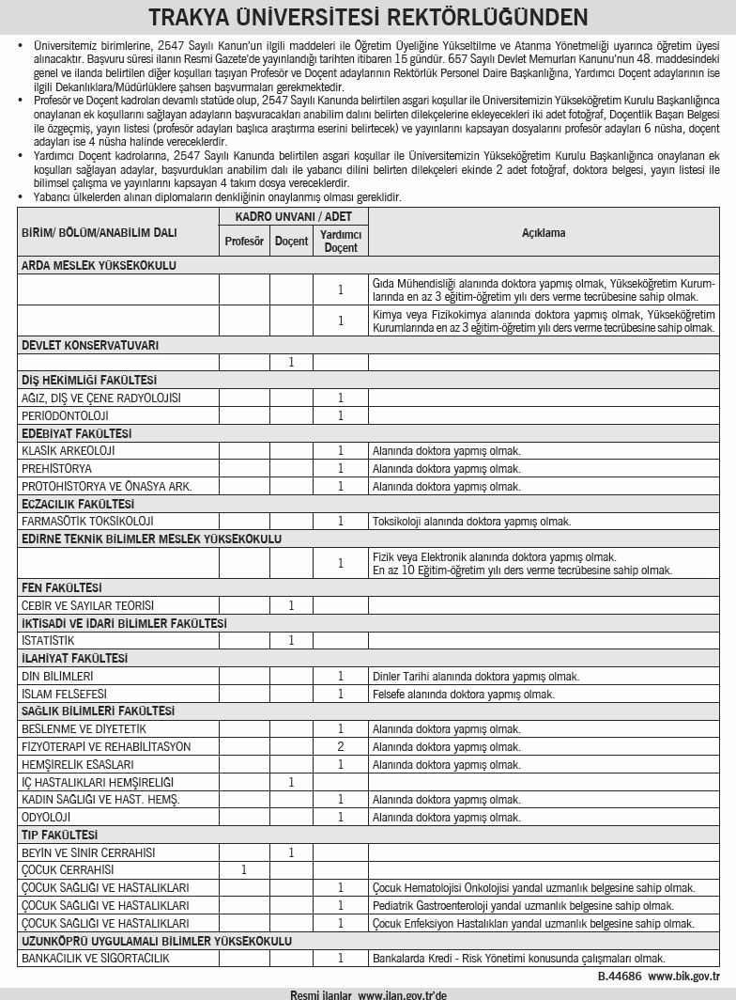 TRAKYA ÜNİVERSİTESİ REKTÖRLÜĞÜNDEN
• Üniversitemiz birimlerine, 2547 Sayılı Kanun'un ilgili maddeleri ile Öğretim Üyeliğine Yükseltilme ve Atanma Yönetmeliği uyarınca öğretim üyesi
alınacaktır. Başvuru süresi ilanın Resmi Gazete'de yayınlandığı tarihten itibaren 15 gündür. 657 Sayılı Devlet Memurları Kanunu'nun 48. maddesindeki
genel ve ilanda belirtilen diğer koşulları taşıyan Profesör ve Doçent adaylarının Rektörlük Personel Daire Başkanlığına, Yardımcı Doçent adaylarının ise
ilgili Dekanlıklara/Müdürlüklere şahsen başvurmaları gerekmektedir.
• Profesör ve Doçent kadroları devamlı statüde olup, 2547 Sayılı Kanunda belirtilen asgari koşullar ile Üniversitemizin Yükseköğretim Kurulu Başkanlığınca
onaylanan ek koşullarını sağlayan adayların başvuracakları anabilim dalını belirten dilekçelerine ekleyecekleri iki adet fotoğraf, Doçentlik Başarı Belgesi
ile özgeçmiş, yayın listesi (profesör adayları başlıca araştırma eserini belirtecek) ve yayınlarını kapsayan dosyalarını profesör adayları 6 nüsha, doçent
adayları ise 4 nüsha halinde vereceklerdir.
• Yardımcı Doçent kadrolarına, 2547 Sayılı Kanunda belirtilen asgari koşullar ile Üniversitemizin Yükseköğretim Kurulu Başkanlığınca onaylanan ek
koşulları sağlayan adaylar, başvurdukları anabilim dalı ile yabancı dilini belirten dilekçeleri ekinde 2 adet fotoğraf, doktora belgesi, yayın listesi ile
bilimsel çalışma ve yayınlarını kapsayan 4 takım dosya vereceklerdir.
• Yabancı ülkelerden alınan diplomaların denkliğinin onaylanmış olması gereklidir.
BİRİM/ BÖLÜM/ANABİLİM DALI
KADRO UNVANI / ADET
Profesör Doçent Yardımcı
Doçent
Açıklama
ARDA MESLEK YÜKSEKOKULU
1 Gıda Mühendisliği alanında doktora yapmış olmak, Yükseköğretim Kurum-
larında en az 3 eğitim-öğretim yılı ders verme tecrübesine sahip olmak.
1 Kimya veya Fizikokimya alanında doktora yapmış olmak, Yükseköğretim
Kurumlarında en az 3 eğitim-öğretim yılı ders verme tecrübesine sahip olmak.
DEVLET KONSERVATUVARI
1
DİŞ HEKİMLİĞİ FAKÜLTESİ
AĞIZ, DİŞ VE ÇENE RADYOLOJİSİ 1
PERİODONTOLOJİ 1
EDEBİYAT FAKÜLTESİ
KLASİK ARKEOLOJİ 1 Alanında doktora yapmış olmak.
PREHİSTORYA 1 Alanında doktora yapmış olmak.
PROTOHİSTORYA VE ÖNASYA ARK. 1 Alanında doktora yapmış olmak.
ECZACILIK FAKÜLTESİ
FARMASÖTİK TOKSİKOLOJİ 1 Toksikoloji alanında doktora yapmış olmak.
EDİRNE TEKNİK BİLİMLER MESLEK YÜKSEKOKULU
1 Fizik veya Elektronik alanında doktora yapmış olmak.
En az 10 Eğitim-öğretim yılı ders verme tecrübesine sahip olmak.
FEN FAKÜLTESİ
CEBİR VE SAYILAR TEORİSİ 1
İKTİSADİ VE İDARİ BİLİMLER FAKÜLTESİ
İSTATİSTİK 1
İLAHİYAT FAKÜLTESİ
DİN BİLİMLERİ 1 Dinler Tarihi alanında doktora yapmış olmak.
İSLAM FELSEFESİ 1 Felsefe alanında doktora yapmış olmak.
SAĞLIK BİLİMLERİ FAKÜLTESİ
BESLENME VE DİYETETİK 1 Alanında doktora yapmış olmak.
FİZYOTERAPİ VE REHABİLİTASYON 2 Alanında doktora yapmış olmak.
HEMŞİRELİK ESASLARI 1 Alanında doktora yapmış olmak.
İÇ HASTALIKLARI HEMŞİRELİĞİ 1
KADIN SAĞLIĞI VE HAST. HEMŞ. 1 Alanında doktora yapmış olmak.
ODYOLOJİ 1 Alanında doktora yapmış olmak.
TIP FAKÜLTESİ
BEYİN VE SİNİR CERRAHİSİ 1
ÇOCUK CERRAHİSİ 1
ÇOCUK SAĞLIĞI VE HASTALIKLARI 1 Çocuk Hematolojisi Onkolojisi yandal uzmanlık belgesine sahip olmak.
ÇOCUK SAĞLIĞI VE HASTALIKLARI 1 Pediatrik Gastroenteroloji yandal uzmanlık belgesine sahip olmak.
ÇOCUK SAĞLIĞI VE HASTALIKLARI 1 Çocuk Enfeksiyon Hastalıkları yandal uzmanlık belgesine sahip olmak.
UZUNKÖPRÜ UYGULAMALI BİLİMLER YÜKSEKOKULU
BANKACILIK VE SİGORTACILIK 1 Bankalarda Kredi - Risk Yönetimi konusunda çalışmaları olmak.
B.44686 www.bik.gov.tr
Resmi ilanlar www.ilan.gov.tr'de